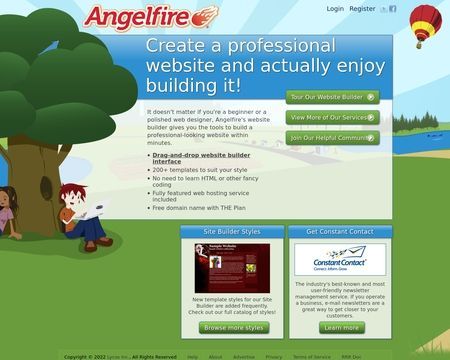 Angelfire
Login Register
Create a professional
website and actually enjoy
building it!
It doesn't matter if you're a beginner or a
polished web designer, Angelfire's website
builder gives you the tools to build a
professional-looking website within
minutes.
Drag-and-drop website builder
interface
200+ templates to suit your style
No need to learn HTML or other fancy
coding
Fully featured web hosting service
included
Free domain name with THE Plan
Tour Our Website Builder
View More of Our Services
Join Our Helpful Community
Site Builder Styles
Sample Website
New template styles for our
Site Builder are added frequently.
Check out our full catalog of styles!
Browse more styles
Get Constant Contact
Constant Contact
Connect. Inform. Grow.
The industry's best-known and most
user-friendly newsletter
management service. If you operate
a business, e-mail newsletters are a
great way to get closer to your
customers.
Learn more
Copyright © 2022 Lycos Inc., All Rights Reserved Help About Advertise Privacy Terms of Service RRP Doc